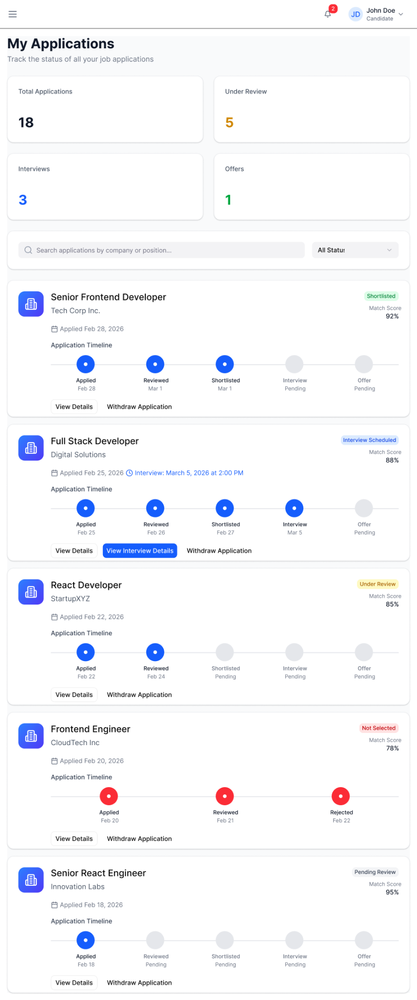 2
JD
John Doe
Candidate
My Applications
Track the status of all your job applications
Total Applications
18
Under Review
5
Interviews
3
Offers
1
Search applications by company or position...
All Status
Senior Frontend Developer
Shortlisted
Tech Corp Inc.
Match Score
92%
Applied Feb 28, 2026
Application Timeline
Applied Reviewed Shortlisted Interview Offer
Feb 28 Mar 1 Mar 1 Pending Pending
View Details Withdraw Application
Full Stack Developer
Interview Scheduled
Digital Solutions
Match Score
88%
Applied Feb 25, 2026 Interview: March 5, 2026 at 2:00 PM
Application Timeline
Applied Reviewed Shortlisted Interview Offer
Feb 25 Feb 26 Feb 27 Mar 5 Pending
View Details View Interview Details Withdraw Application
React Developer
Under Review
StartupXYZ
Match Score
85%
Applied Feb 22, 2026
Application Timeline
Applied Reviewed Shortlisted Interview Offer
Feb 22 Feb 24 Pending Pending Pending
View Details Withdraw Application
Frontend Engineer
Not Selected
CloudTech Inc
Match Score
78%
Applied Feb 20, 2026
Application Timeline
Applied Reviewed Rejected
Feb 20 Feb 21 Feb 22
View Details Withdraw Application
Senior React Engineer
Pending Review
Innovation Labs
Match Score
95%
Applied Feb 18, 2026
Application Timeline
Applied Reviewed Shortlisted Interview Offer
Feb 18 Pending Pending Pending Pending
View Details Withdraw Application